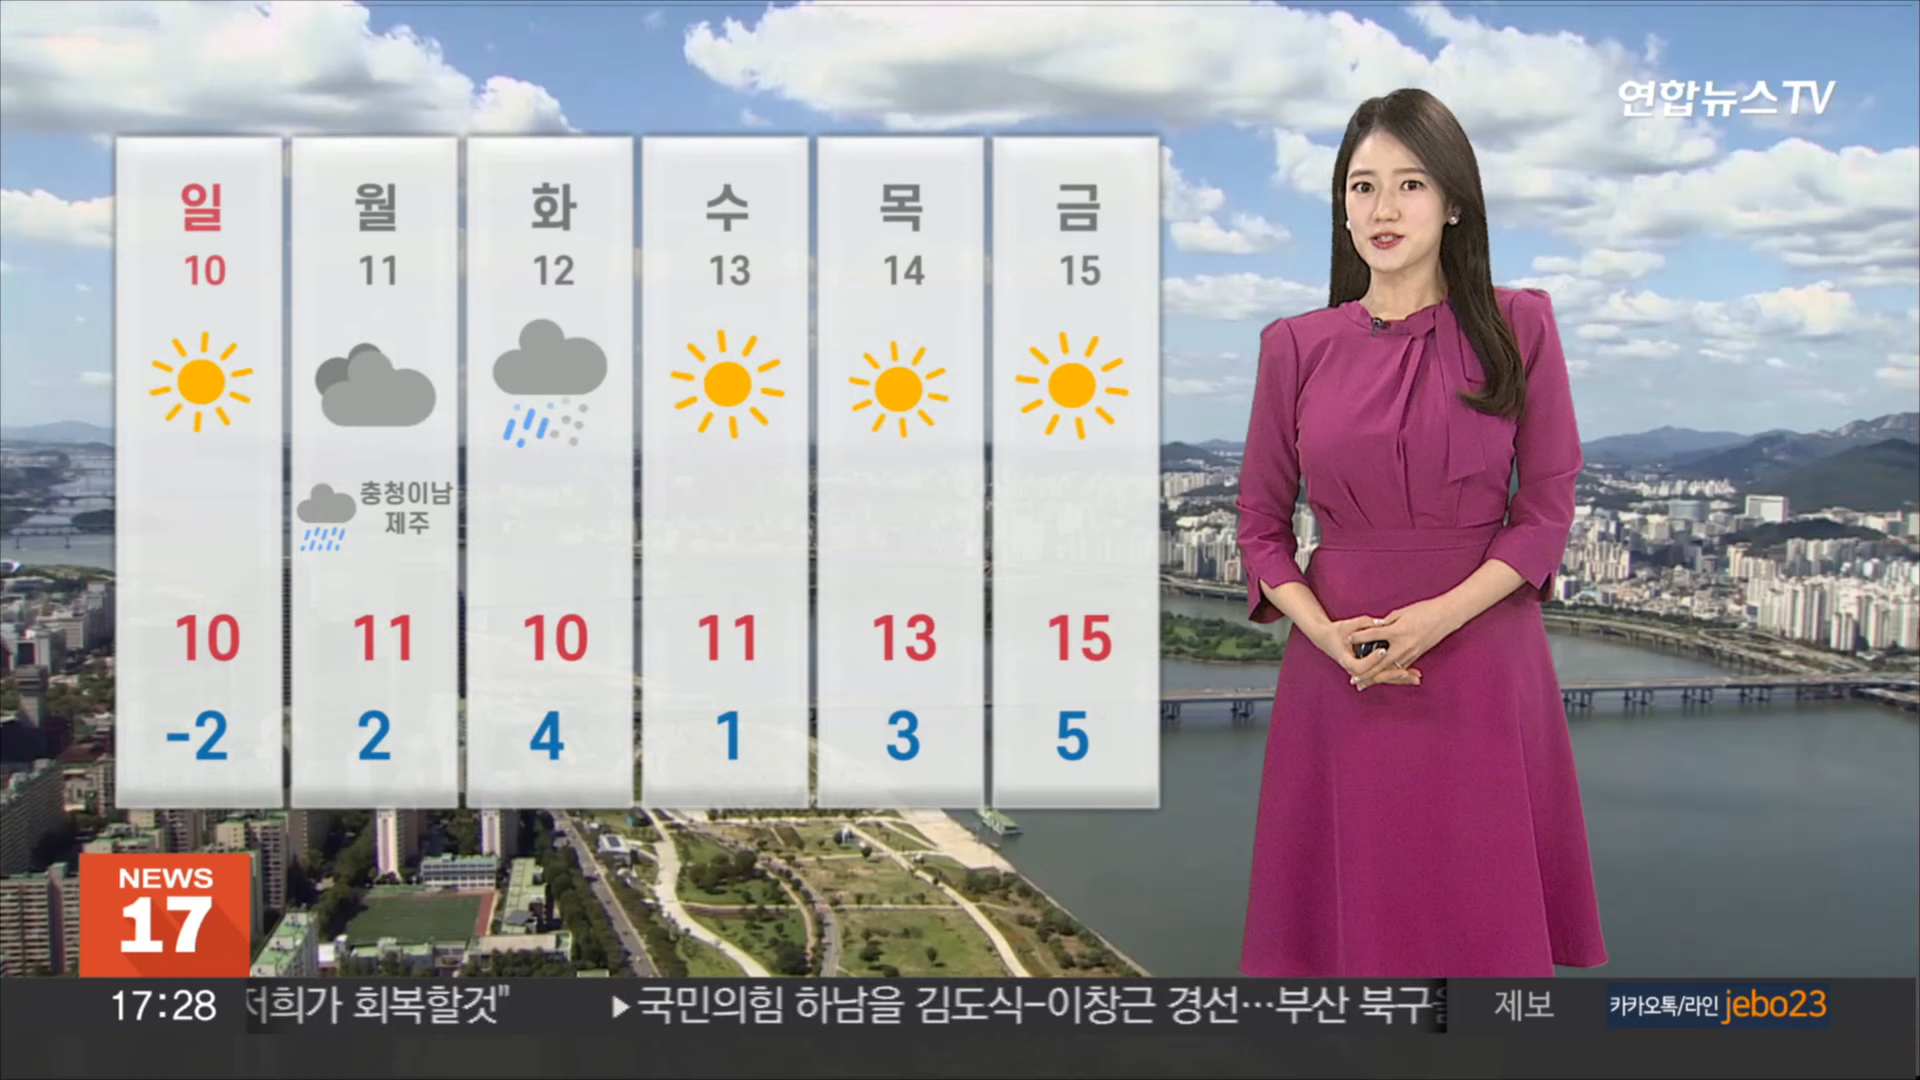 연합뉴스TV
일 월 화 수 목 금
10 11 12 13 14 15
충청이남
제주
10 11 10 11 13 15
-2 2 4 1 3 5
NEWS
17
17:28 저희가 회복할것" ▶국민의힘 하남을 김도식-이창근 경선…부산 북구을 제보 카카오톡/라인 jebo23